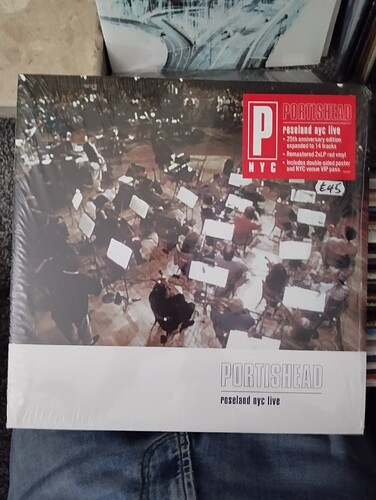 P
NYC
PORTISHEAD
roseland nyc live
• 25th anniversary edition
expanded to 14 tracks
• Remastered 2xLP red vinyl
• Includes double-sided poster
and NYC venue VIP pass
€45
PORTISHEAD
roseland nyc live